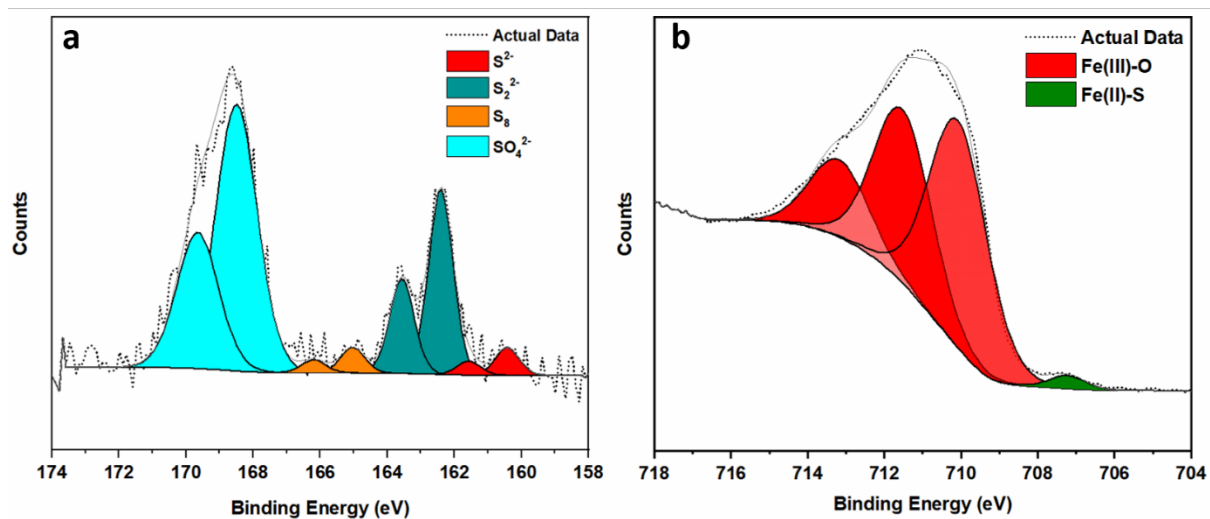 a
Actual Data
S²⁻
S₂²⁻
S₈
SO₄²⁻
Counts
174 172 170 168 166 164 162 160 158
Binding Energy (eV)
b
Actual Data
Fe(III)-O
Fe(II)-S
Counts
718 716 714 712 710 708 706 704
Binding Energy (eV)